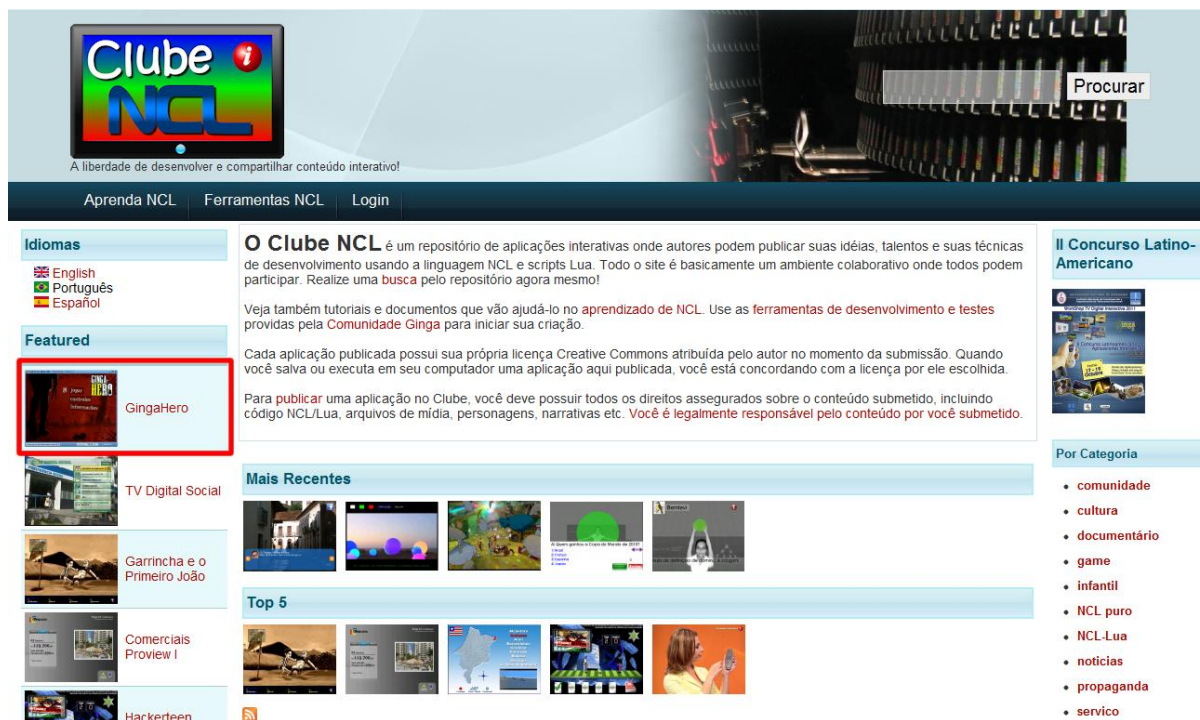 Clube i
NCL
A liberdade de desenvolver e compartilhar conteúdo interativo!
Procurar
Aprenda NCL
Ferramentas NCL
Login
Idiomas
English
Português
Español
Featured
GingaHero
TV Digital Social
Garrincha e o
Primeiro João
Comerciais
Proview I
Hackerteen
O Clube NCL é um repositório de aplicações interativas onde autores podem publicar suas idéias, talentos e suas técnicas
de desenvolvimento usando a linguagem NCL e scripts Lua. Todo o site é basicamente um ambiente colaborativo onde todos podem
participar. Realize uma busca pelo repositório agora mesmo!
Veja também tutoriais e documentos que vão ajudá-lo no aprendizado de NCL. Use as ferramentas de desenvolvimento e testes
providas pela Comunidade Ginga para iniciar sua criação.
Cada aplicação publicada possui sua própria licença Creative Commons atribuída pelo autor no momento da submissão. Quando
você salva ou executa em seu computador uma aplicação aqui publicada, você está concordando com a licença por ele escolhida.
Para publicar uma aplicação no Clube, você deve possuir todos os direitos assegurados sobre o conteúdo submetido, incluindo
código NCL/Lua, arquivos de mídia, personagens, narrativas etc. Você é legalmente responsável pelo conteúdo por você submetido.
Mais Recentes
Top 5
II Concurso Latino-
Americano
Por Categoria
comunidade
cultura
documentário
game
infantil
NCL puro
NCL-Lua
noticias
propaganda
servico